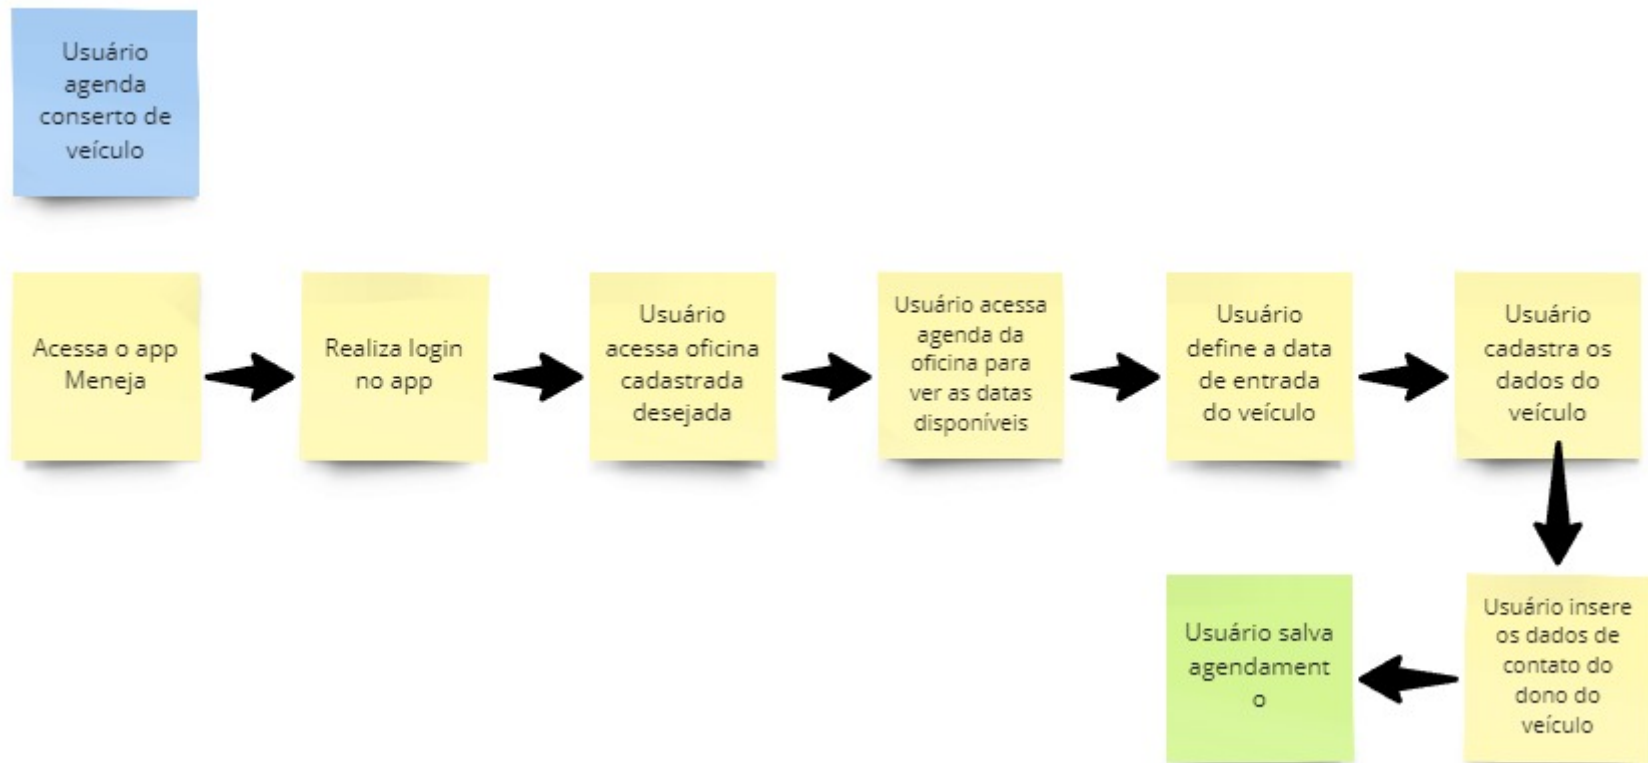 Usuário
agenda
conserto de
veículo
Acessa o app
Meneja
Realiza login
no app
Usuário
acessa oficina
cadastrada
desejada
Usuário acessa
agenda da
oficina para
ver as datas
disponíveis
Usuário
define a data
de entrada
do veículo
Usuário
cadastra os
dados do
veículo
Usuário insere
os dados de
contato do
dono do
veículo
Usuário salva
agendament
o